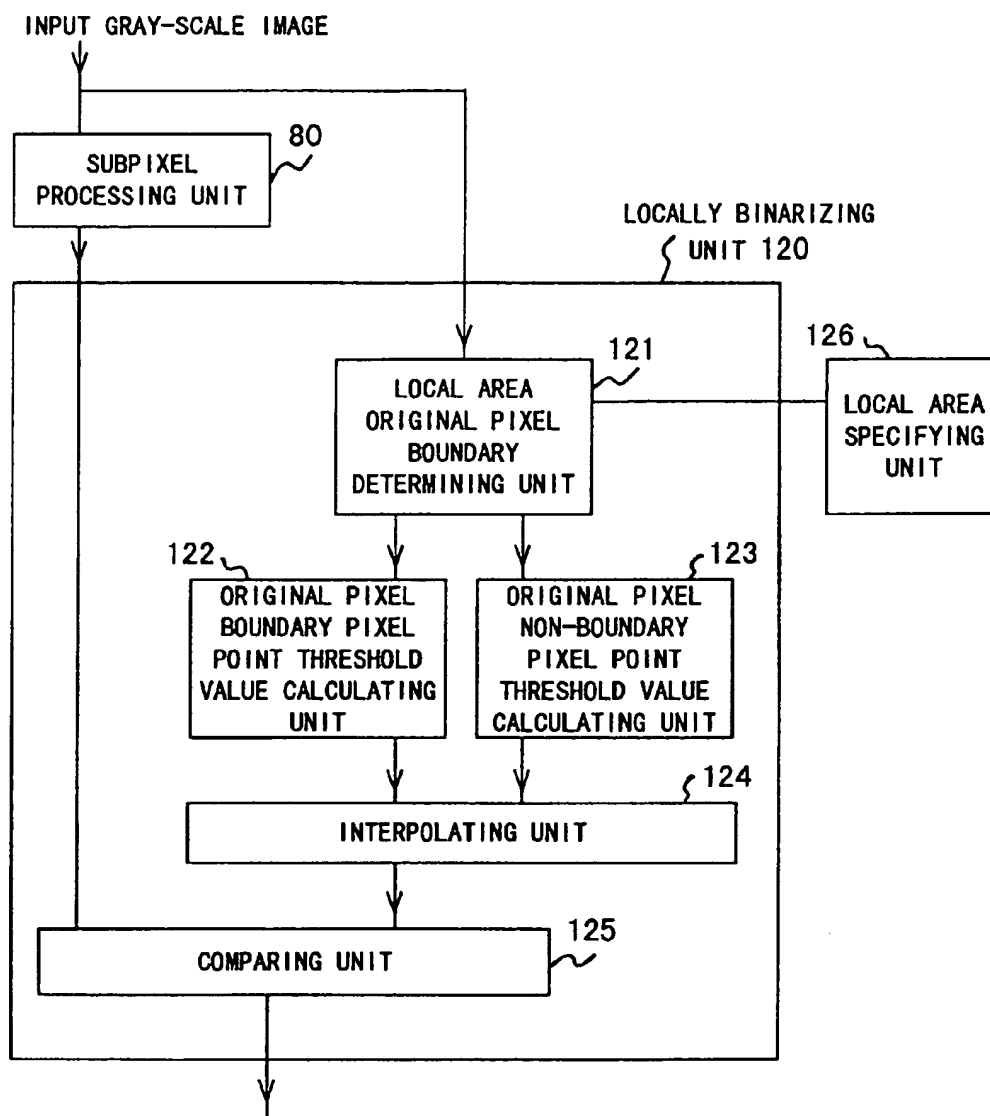 INPUT GRAY-SCALE IMAGE
80
SUBPIXEL
PROCESSING UNIT
LOCALLY BINARIZING
UNIT 120
126
121
LOCAL AREA
ORIGINAL PIXEL
BOUNDARY
DETERMINING UNIT
LOCAL AREA
SPECIFYING
UNIT
122
123
ORIGINAL PIXEL
BOUNDARY PIXEL
POINT THRESHOLD
VALUE CALCULATING
UNIT
ORIGINAL PIXEL
NON-BOUNDARY
PIXEL POINT
THRESHOLD VALUE
CALCULATING UNIT
124
INTERPOLATING UNIT
125
COMPARING UNIT